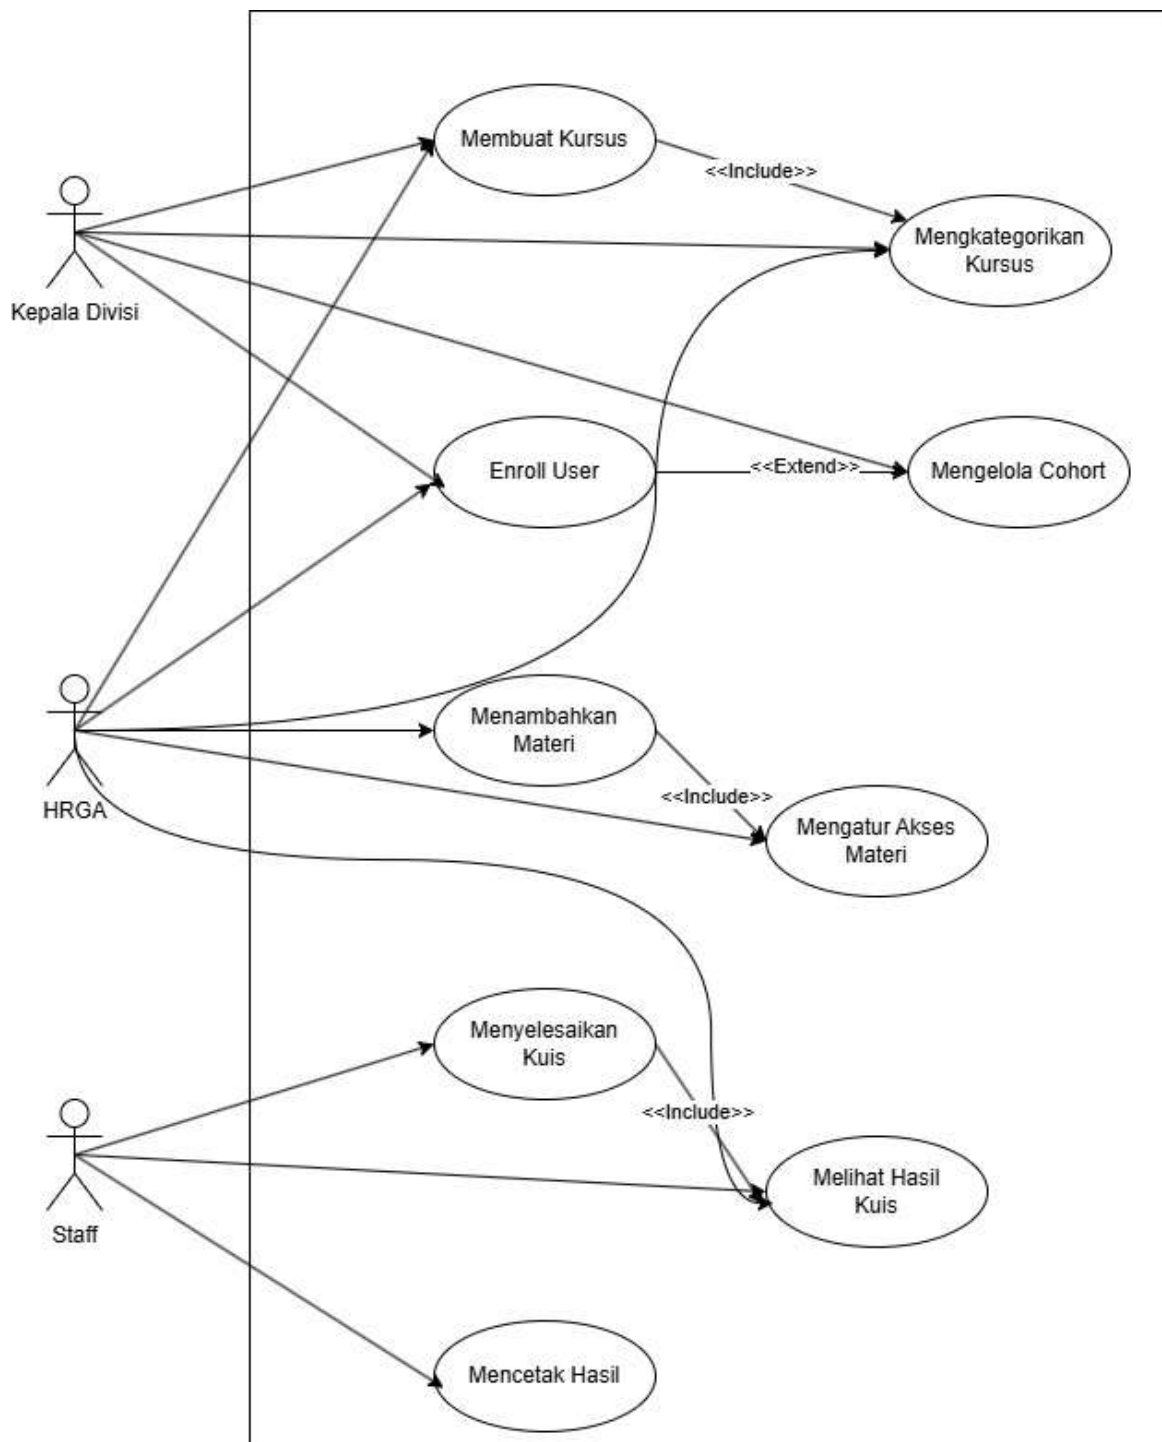 Membuat Kursus
<<Include>>
Mengkategorikan
Kursus
Kepala Divisi
Enroll User
<<Extend>>
Mengelola Cohort
Menambahkan
Materi
<<Include>>
HRGA
Mengatur Akses
Materi
Menyelesaikan
Kuis
<<Include>>
Melihat Hasil
Kuis
Staff
Mencetak Hasil